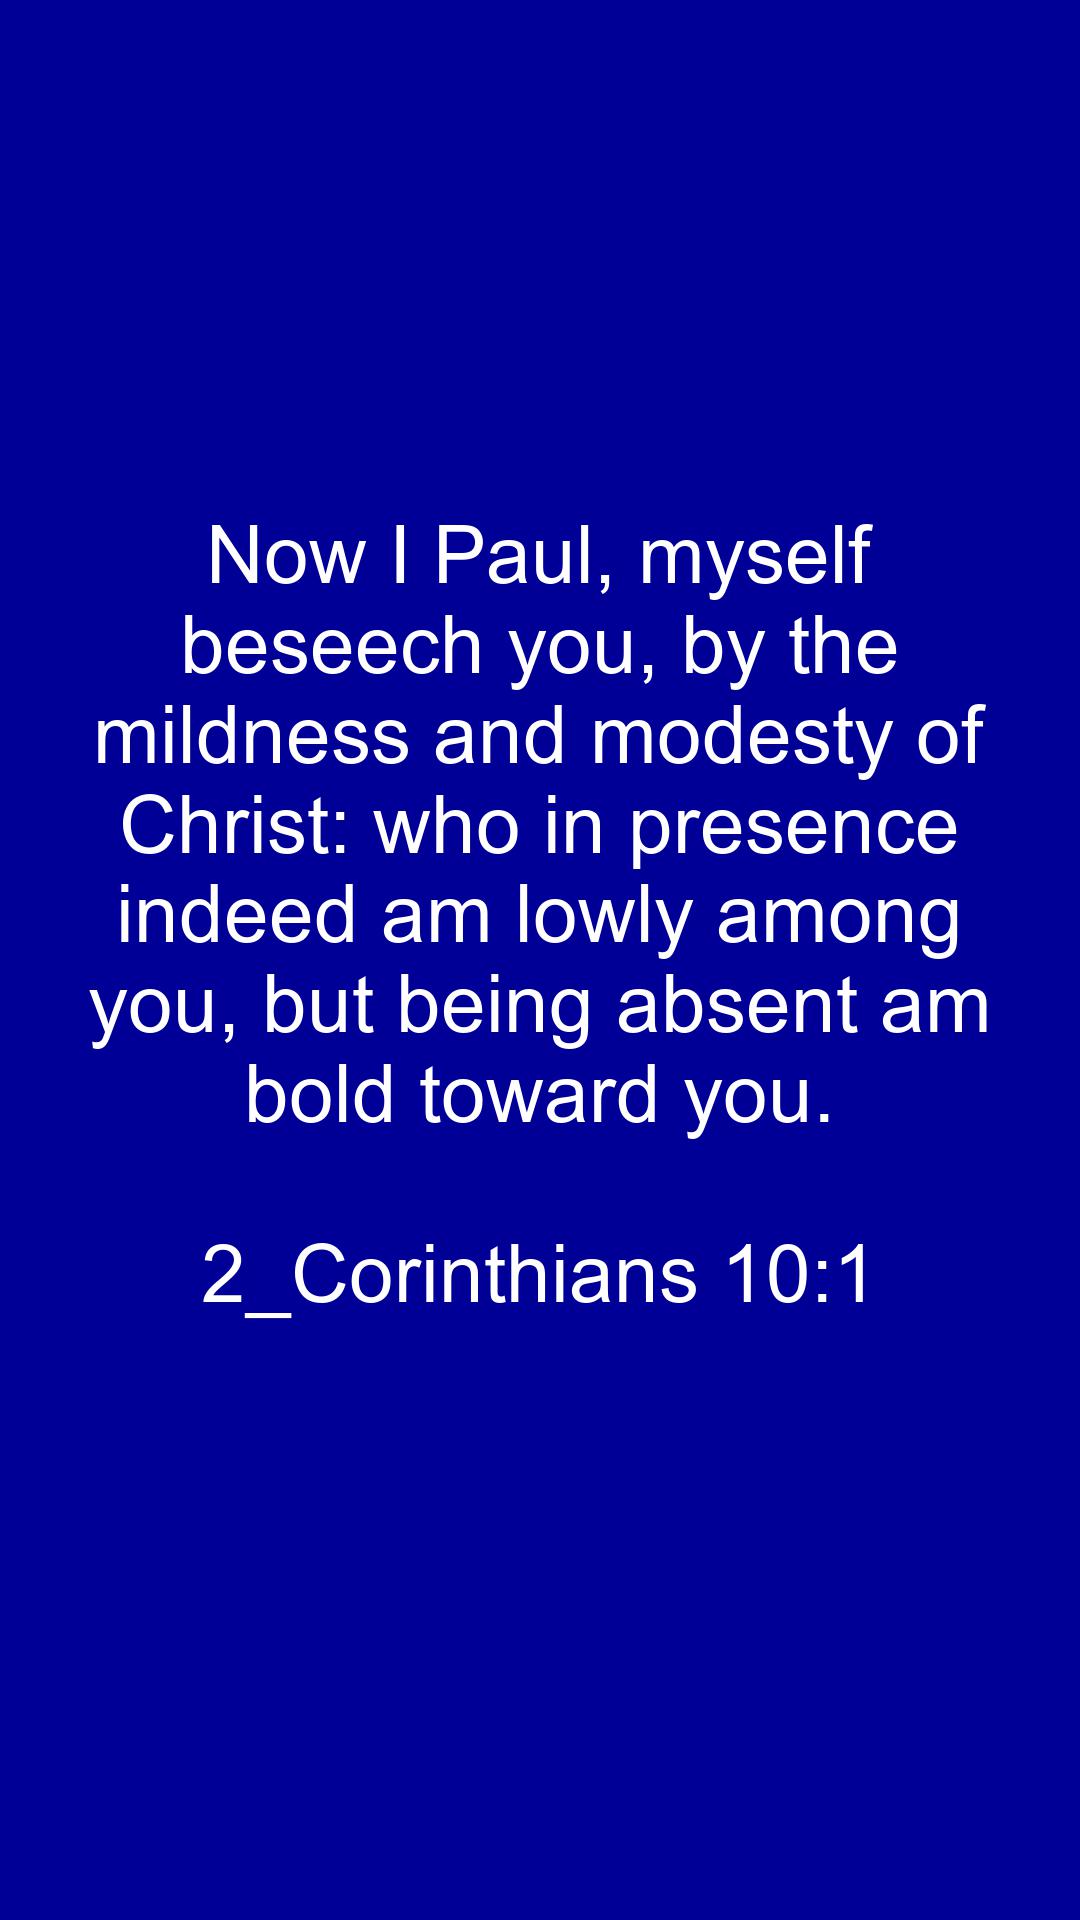 Now I Paul, myself
beseech you, by the
mildness and modesty of
Christ: who in presence
indeed am lowly among
you, but being absent am
bold toward you.
2_Corinthians 10:1